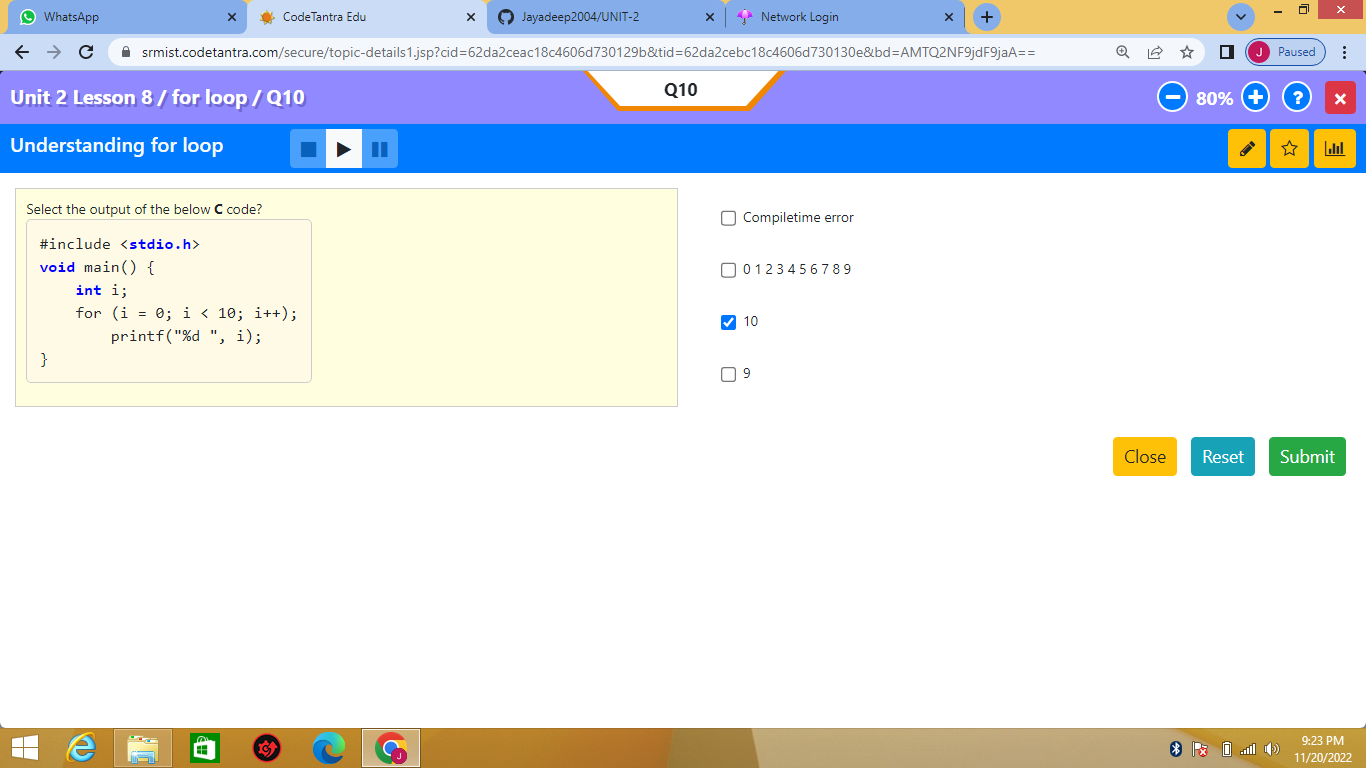 WhatsApp
CodeTantra Edu
Jayadeep2004/UNIT-2
Network Login
srmist.codetantra.com/secure/topic-details1.jsp?cid=62da2ceac18c4606d730129b&tid=62da2cebc18c4606d730130e&bd=AMTQ2NF9jdF9jaA==
J Paused
Unit 2 Lesson 8 / for loop / Q10
Q10
80%
?
Understanding for loop
Select the output of the below C code?
#include <stdio.h>
void main() {
    int i;
    for (i = 0; i < 10; i++);
        printf("%d ", i);
}
Compiletime error
0 1 2 3 4 5 6 7 8 9
10
9
Close
Reset
Submit
J
9:23 PM
11/20/2022